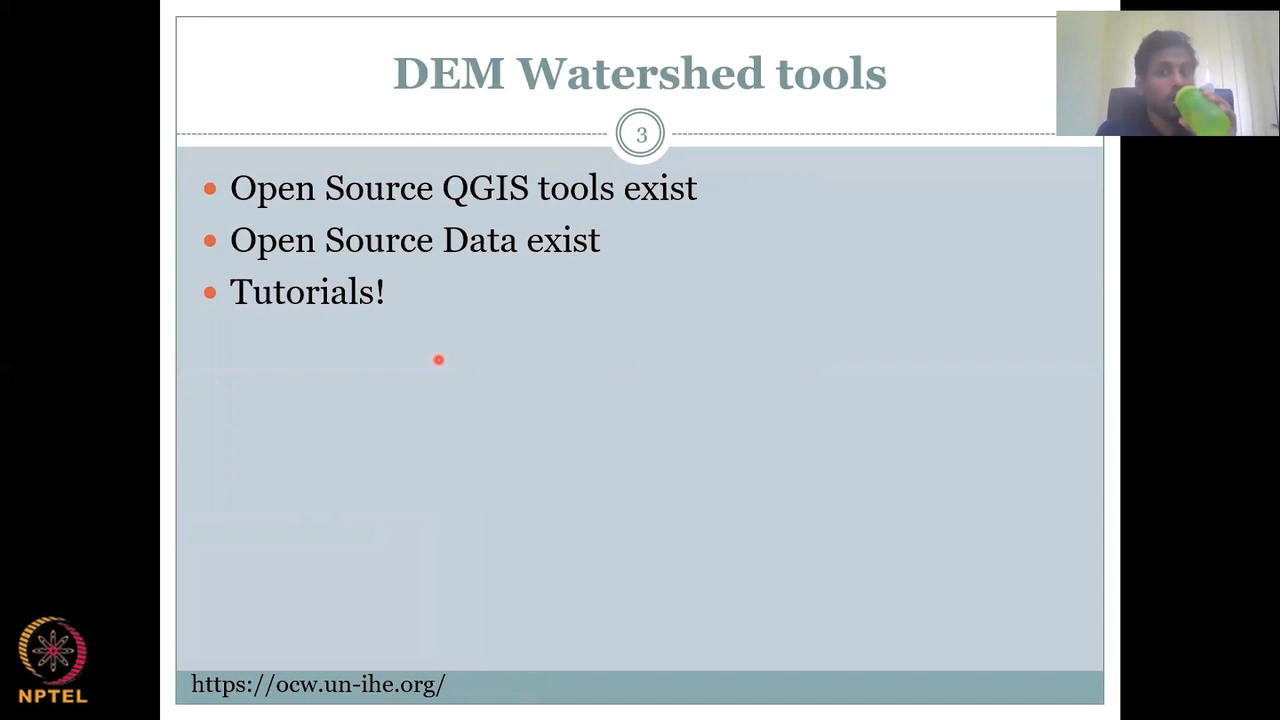 DEM Watershed tools
3
Open Source QGIS tools exist
Open Source Data exist
Tutorials!
https://ocw.un-ihe.org/
NPTEL